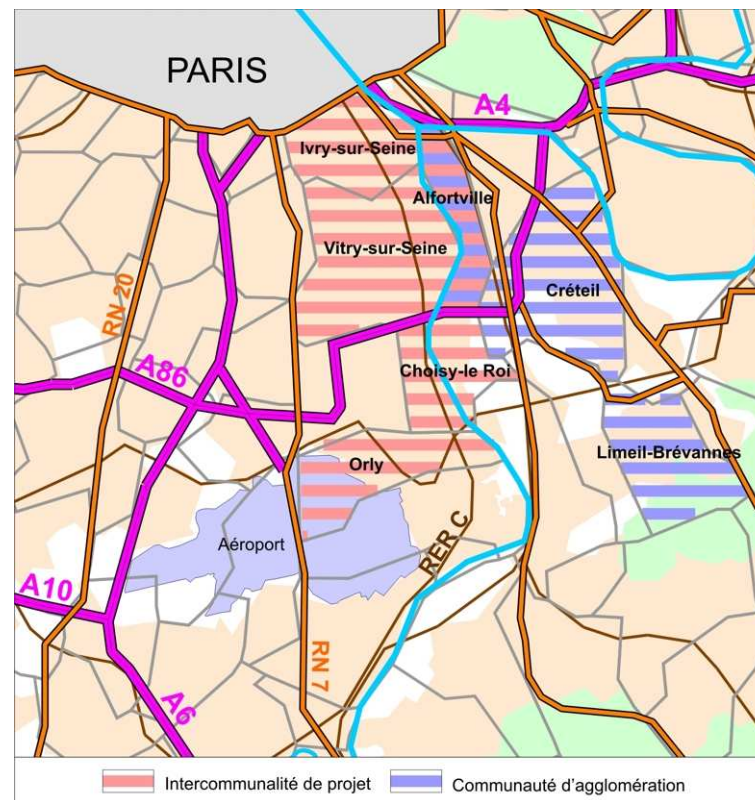 PARIS
A4
Ivry-sur-Seine
Alfortville
Vitry-sur-Seine
Créteil
RN 20
A86
Choisy-le Roi
Limeil-Brévannes
Orly
Aéroport
RER C
A10
RN 7
A6
Intercommunalité de projet
Communauté d'agglomération